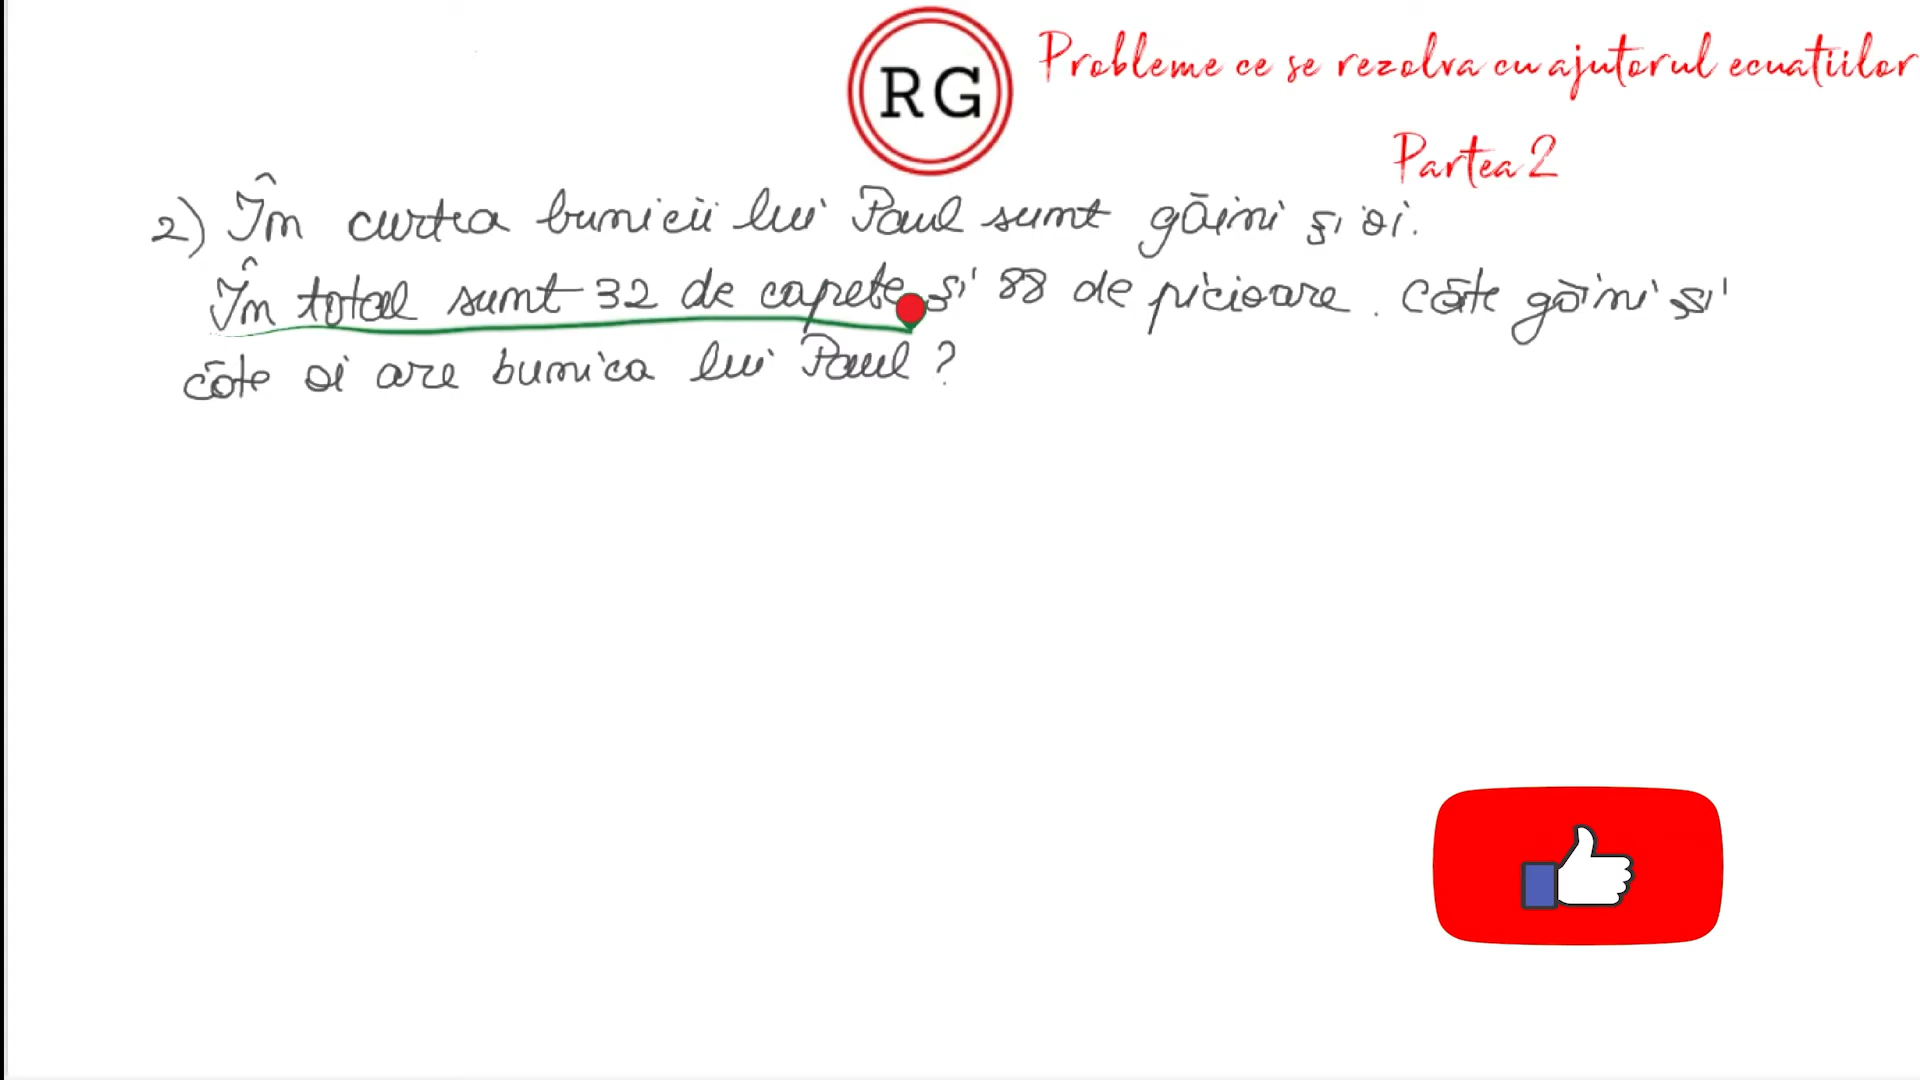 RG
Probleme ce se rezolva cu ajutorul ecuatiilor
Partea 2
2) În curtea bunicii lui Paul sunt găini și oi.
În total sunt 32 de capete și 88 de picioare. Câte găini și
câte oi are bunica lui Paul?